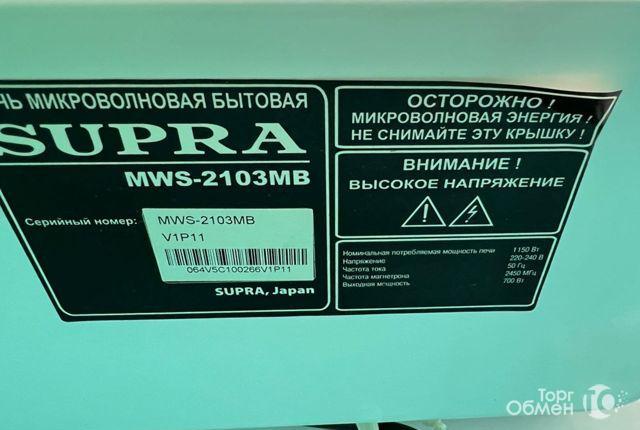 ЧЬ МИКРОВОЛНОВАЯ БЫТОВАЯ
SUPRA
MWS-2103MB
Серийный номер:
MWS-2103MB
V1P11
064V5C100266V1P11
SUPRA, Japan
ОСТОРОЖНО !
МИКРОВОЛНОВАЯ ЭНЕРГИЯ !
НЕ СНИМАЙТЕ ЭТУ КРЫШКУ !
ВНИМАНИЕ !
ВЫСОКОЕ НАПРЯЖЕНИЕ
Номинальная потребляемая мощность печи 1150 Вт
Напряжение 220-240 В
Частота тока 50 Гц
Частота магнетрона 2450 МГц
Выходная мощность 700 Вт
Торг
Обмен